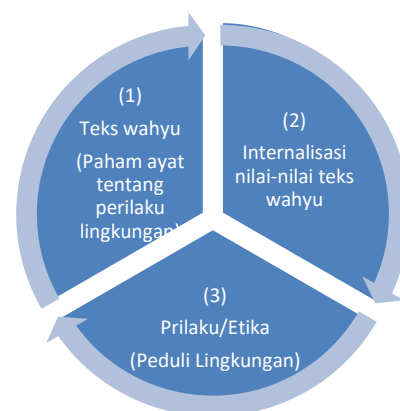 (1)
Teks wahyu
(Paham ayat
tentang
perilaku
lingkungan)
(2)
Internalisasi
nilai-nilai teks
wahyu
(3)
Prilaku/Etika
(Peduli Lingkungan)